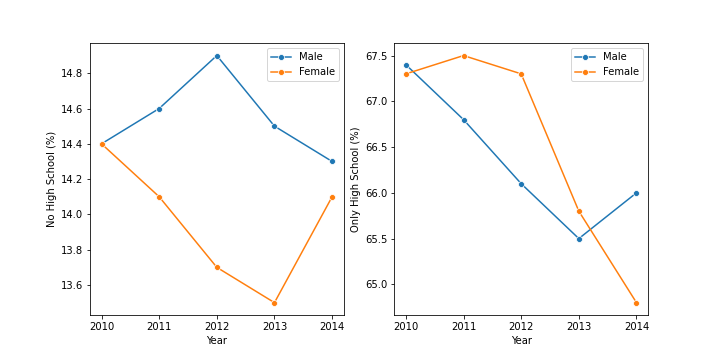 Male
Female
14.8
14.6
14.4
14.2
14.0
13.8
13.6
No High School (%)
2010 2011 2012 2013 2014
Year
Male
Female
67.5
67.0
66.5
66.0
65.5
65.0
Only High School (%)
2010 2011 2012 2013 2014
Year